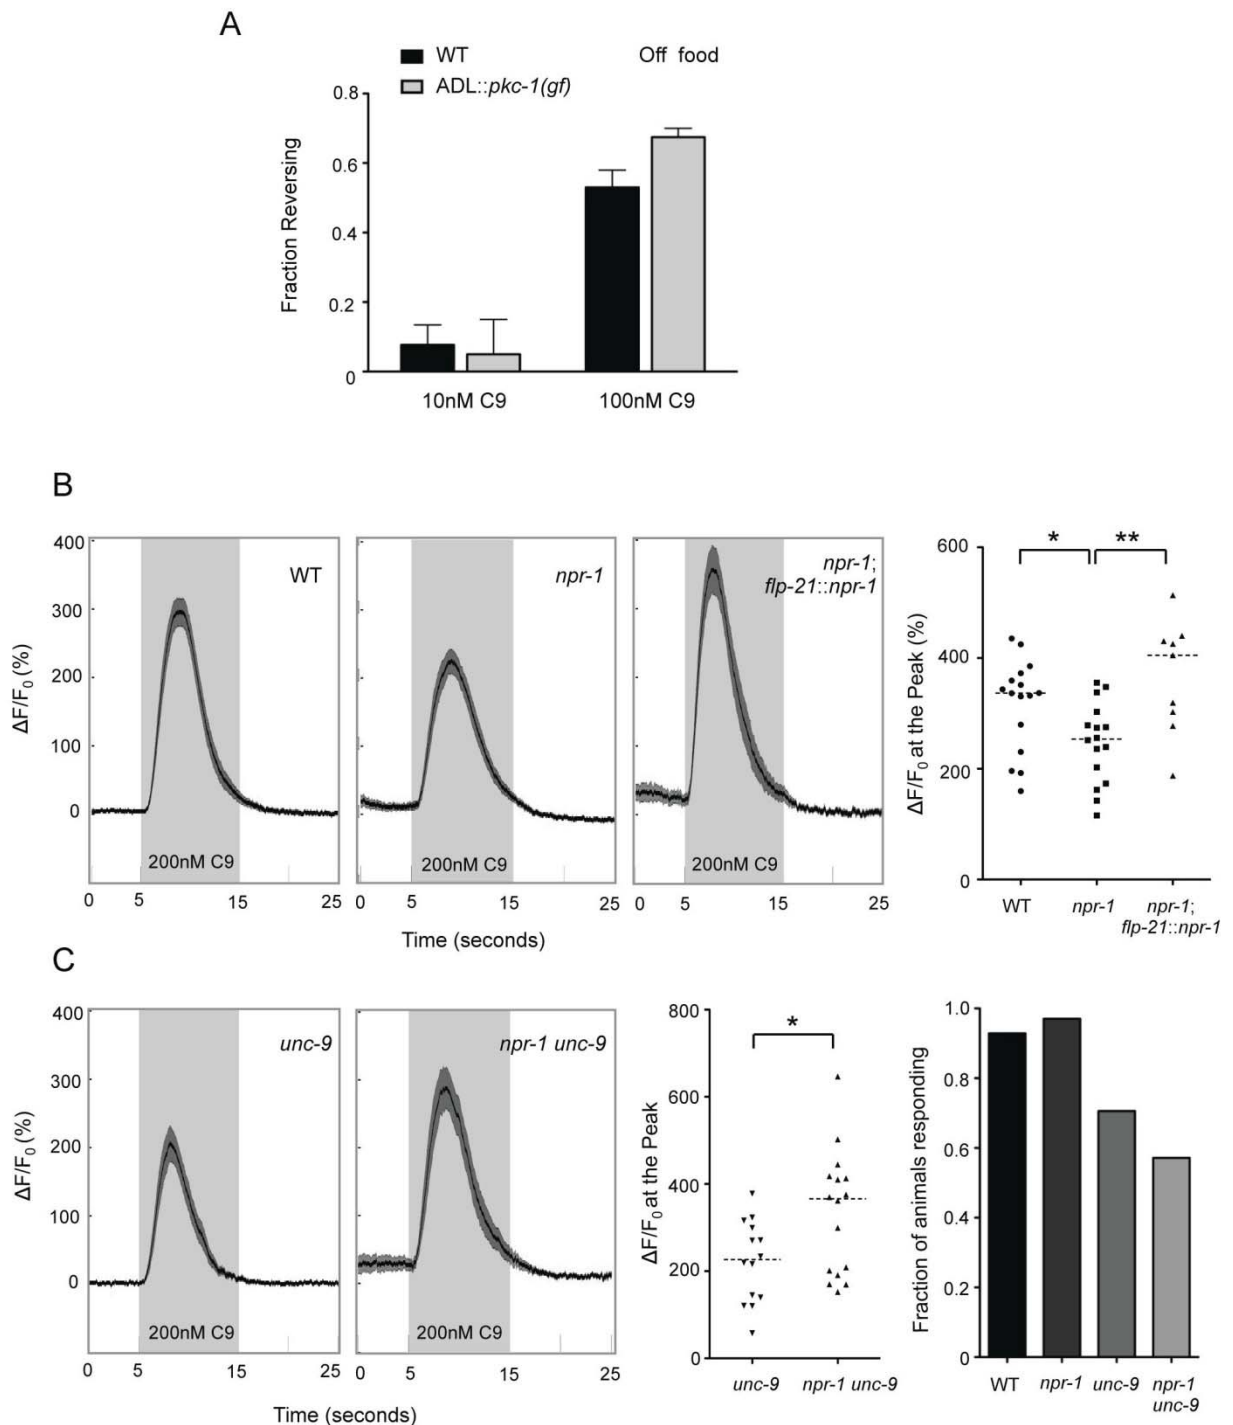 A
WT
Off food
ADL::pkc-1(gf)
0.8
0.6
0.4
0.2
0
Fraction Reversing
10nM C9
100nM C9
B
400
300
200
100
0
ΔF/F0 (%)
WT
200nM C9
0 5 15 25
npr-1
200nM C9
0 5 15 25
npr-1;
flp-21::npr-1
200nM C9
0 5 15 25
Time (seconds)
600
400
200
0
ΔF/F0 at the Peak (%)
*
**
WT
npr-1
npr-1;
flp-21::npr-1
C
400
300
200
100
0
ΔF/F0 (%)
unc-9
200nM C9
0 5 15 25
npr-1 unc-9
200nM C9
0 5 15 25
Time (seconds)
800
600
400
200
0
ΔF/F0 at the Peak (%)
*
unc-9
npr-1 unc-9
1.0
0.8
0.6
0.4
0.2
0
Fraction of animals responding
WT
npr-1
unc-9
npr-1
unc-9